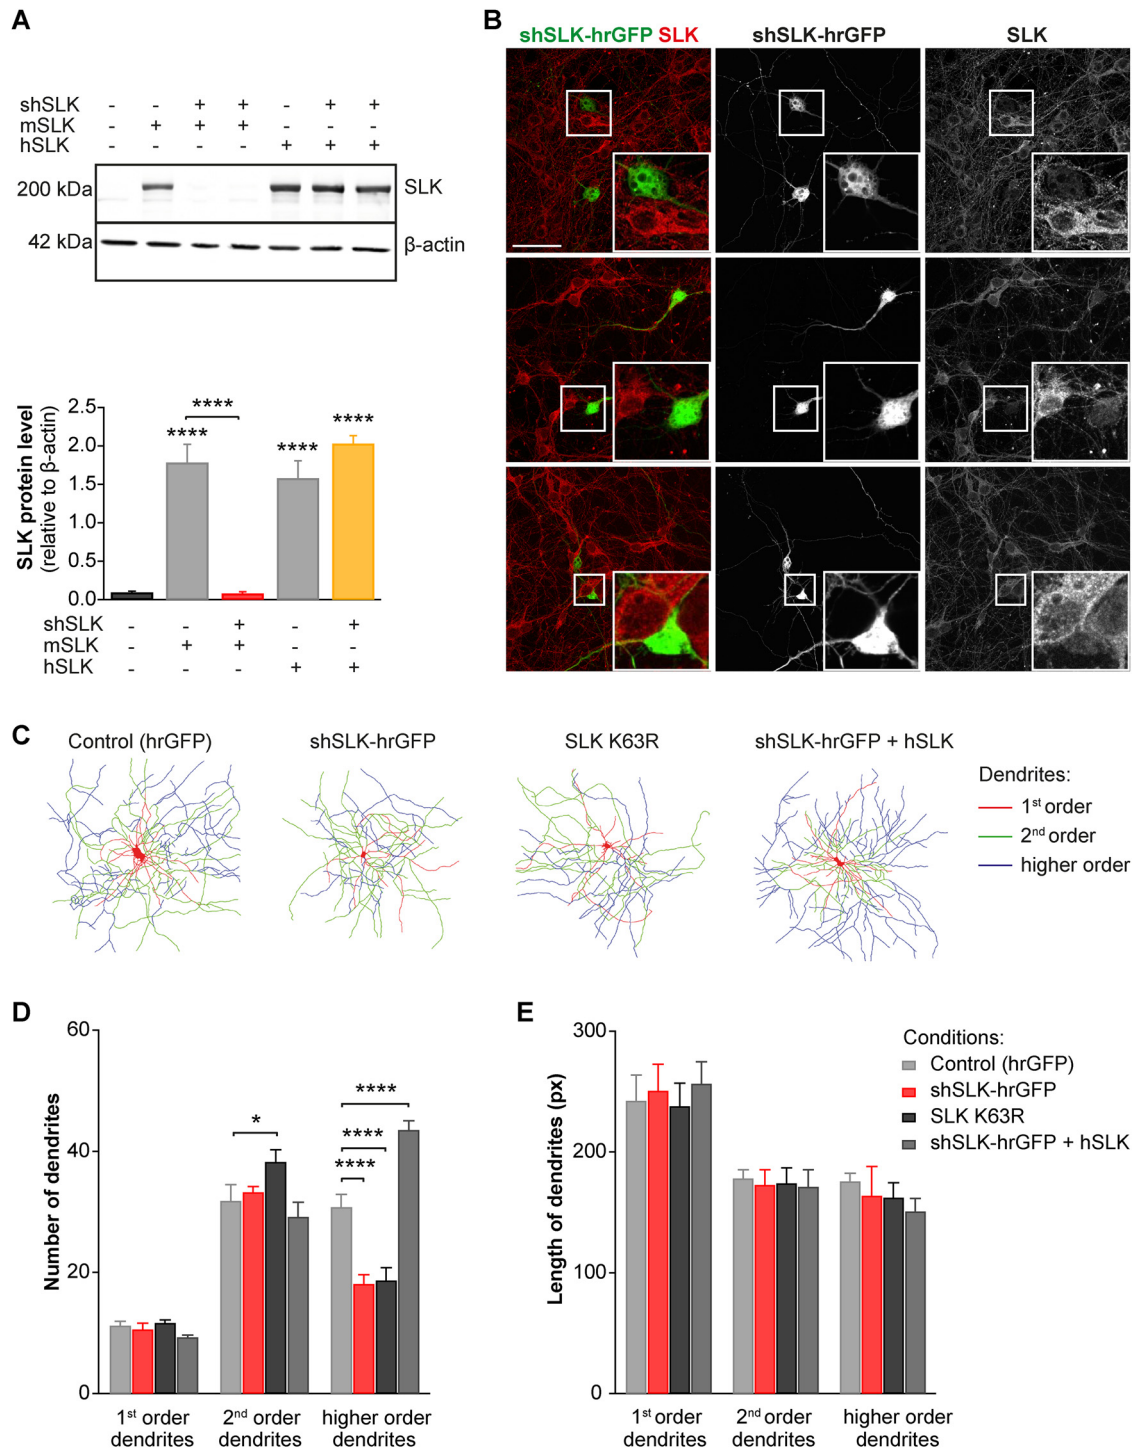 A
shSLK - - + + - + +
mSLK - + + + - - -
hSLK - - - - + + +
200 kDa
SLK
42 kDa
β-actin
SLK protein level
(relative to β-actin)
2.5
2.0
1.5
1.0
0.5
0.0
****
****
****
****
shSLK - - + - +
mSLK - + + - -
hSLK - - - + +
B
shSLK-hrGFP SLK
shSLK-hrGFP
SLK
C
Control (hrGFP)
shSLK-hrGFP
SLK K63R
shSLK-hrGFP + hSLK
Dendrites:
1st order
2nd order
higher order
D
Number of dendrites
60
40
20
0
*
****
****
****
1st order
dendrites
2nd order
dendrites
higher order
dendrites
E
Length of dendrites (px)
300
200
100
0
Conditions:
Control (hrGFP)
shSLK-hrGFP
SLK K63R
shSLK-hrGFP + hSLK
1st order
dendrites
2nd order
dendrites
higher order
dendrites